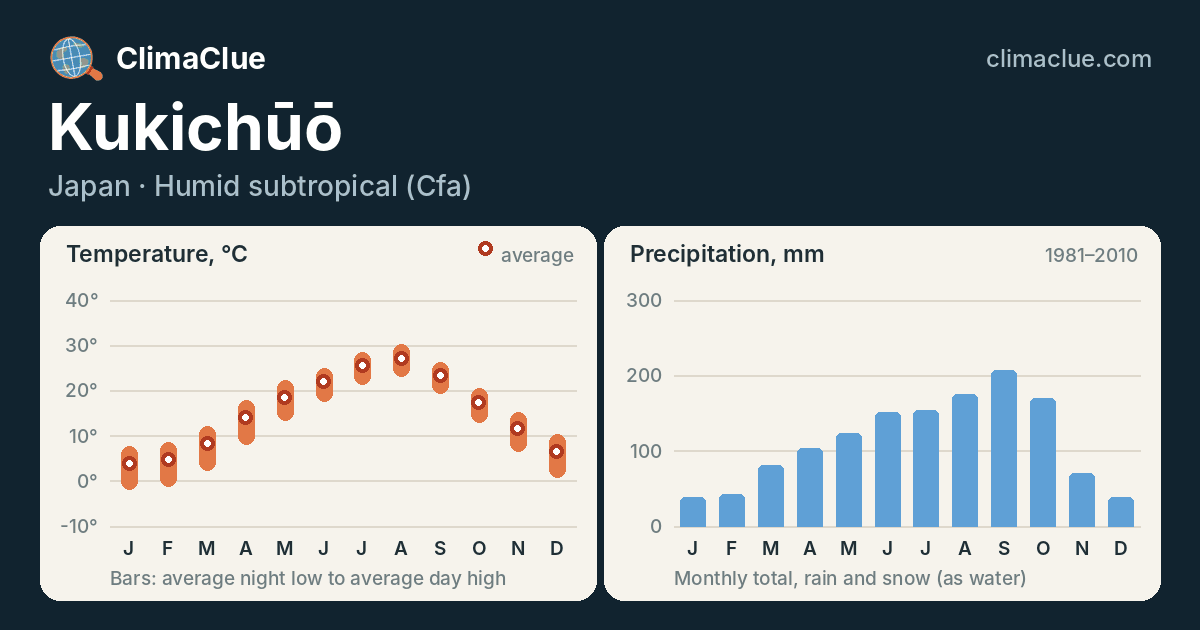 ClimaClue
climaclue.com
Kukichūō
Japan · Humid subtropical (Cfa)
Temperature, °C
average
40°
30°
20°
10°
0°
-10°
J F M A M J J A S O N D
Bars: average night low to average day high
Precipitation, mm
1981–2010
300
200
100
0
J F M A M J J A S O N D
Monthly total, rain and snow (as water)